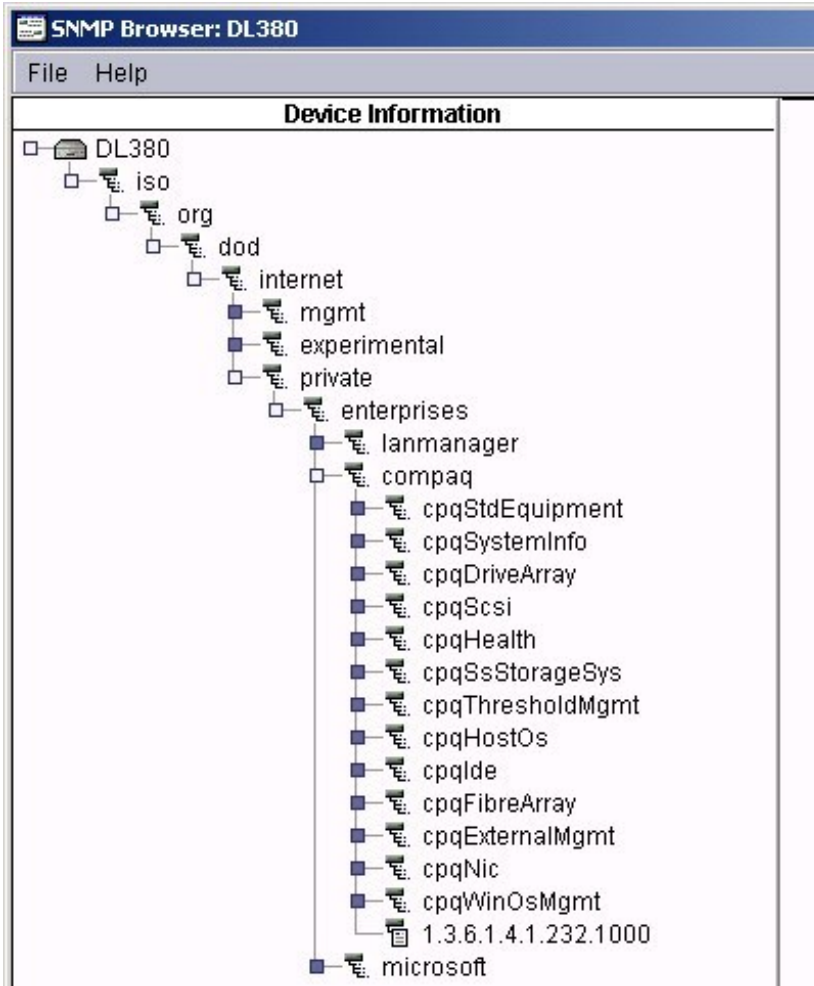 SNMP Browser: DL380
File Help
Device Information
DL380
iso
org
dod
internet
mgmt
experimental
private
enterprises
lanmanager
compaq
cpqStdEquipment
cpqSystemInfo
cpqDriveArray
cpqScsi
cpqHealth
cpqSsStorageSys
cpqThresholdMgmt
cpqHostOs
cpqIde
cpqFibreArray
cpqExternalMgmt
cpqNic
cpqWinOsMgmt
1.3.6.1.4.1.232.1000
microsoft